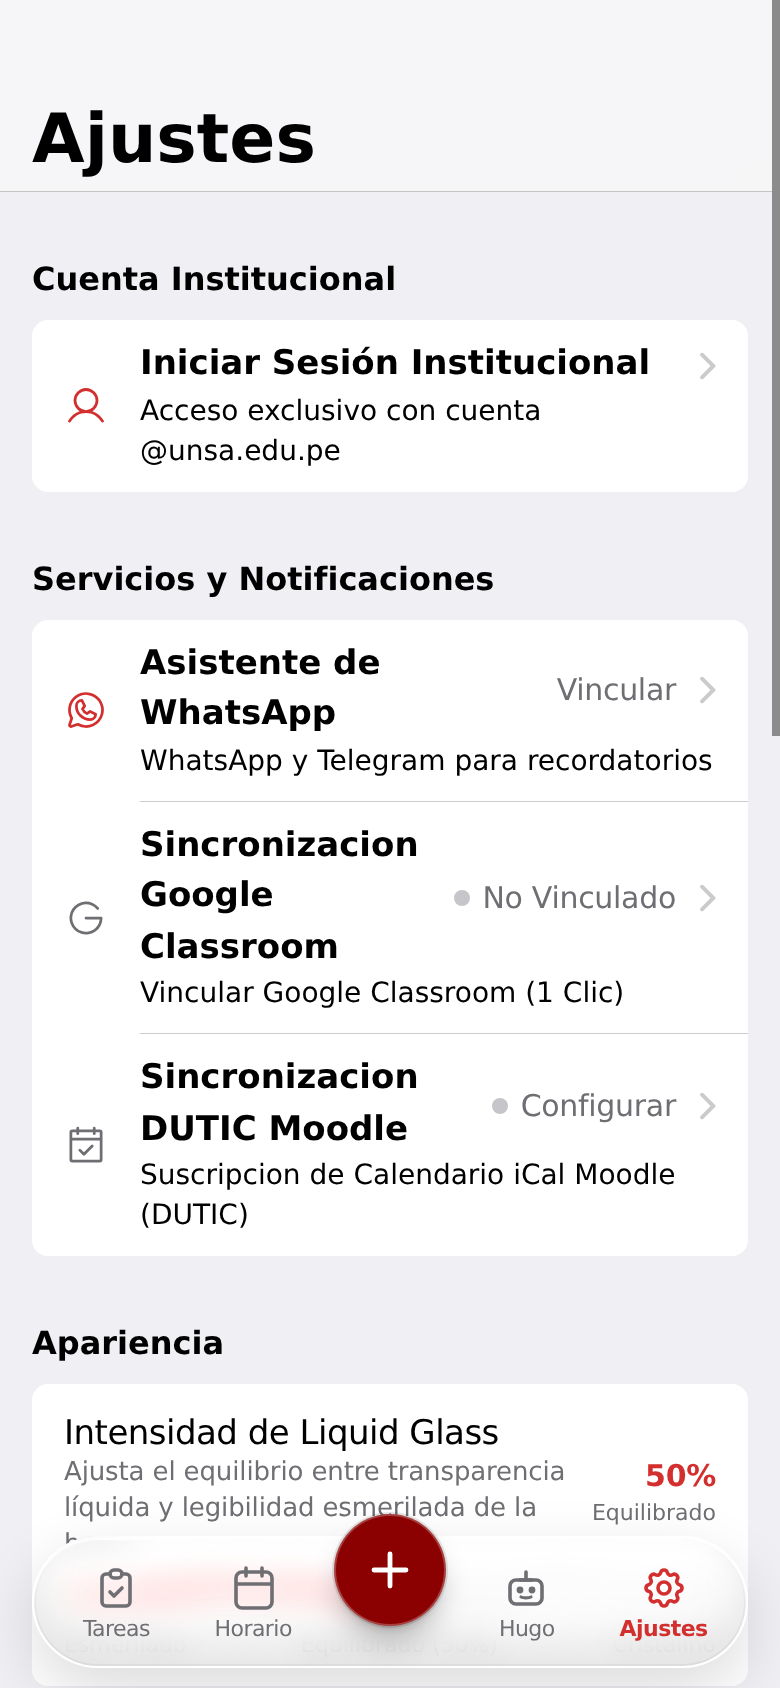 Ajustes
Cuenta Institucional
Iniciar Sesión Institucional
Acceso exclusivo con cuenta
@unsa.edu.pe
Servicios y Notificaciones
Asistente de
WhatsApp
Vincular
WhatsApp y Telegram para recordatorios
Sincronizacion
Google
Classroom
No Vinculado
Vincular Google Classroom (1 Clic)
Sincronizacion
DUTIC Moodle
Configurar
Suscripcion de Calendario iCal Moodle
(DUTIC)
Apariencia
Intensidad de Liquid Glass
Ajusta el equilibrio entre transparencia
líquida y legibilidad esmerilada de la
50%
Equilibrado
Tareas
Horario
Hugo
Ajustes